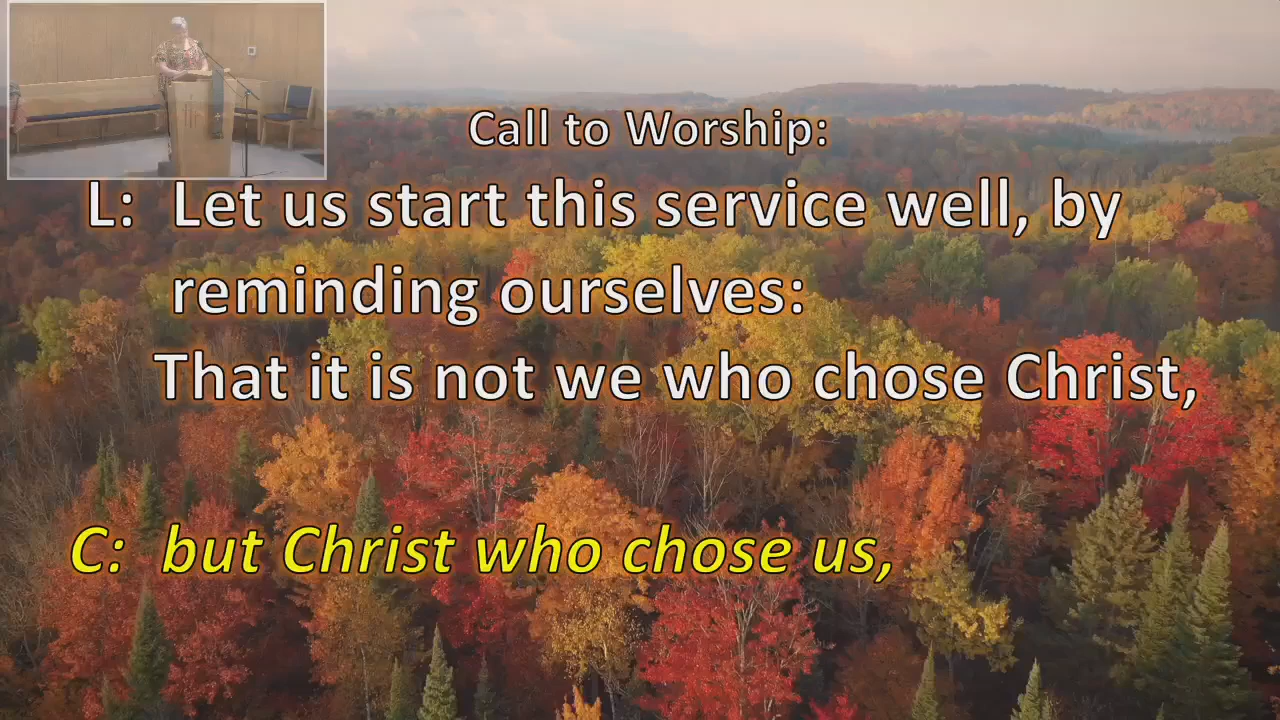 Call to Worship:
L: Let us start this service well, by
reminding ourselves:
That it is not we who chose Christ,
C: but Christ who chose us,